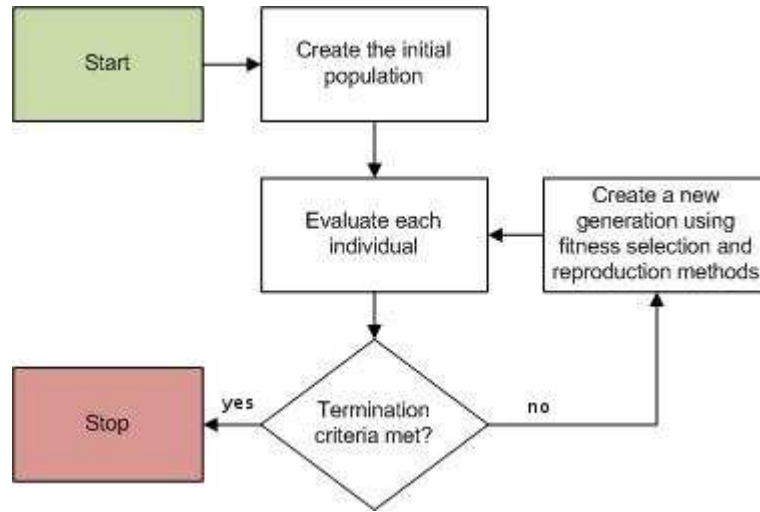 Start
Create the initial
population
Evaluate each
individual
Create a new
generation using
fitness selection and
reproduction methods
Termination
criteria met?
yes
no
Stop